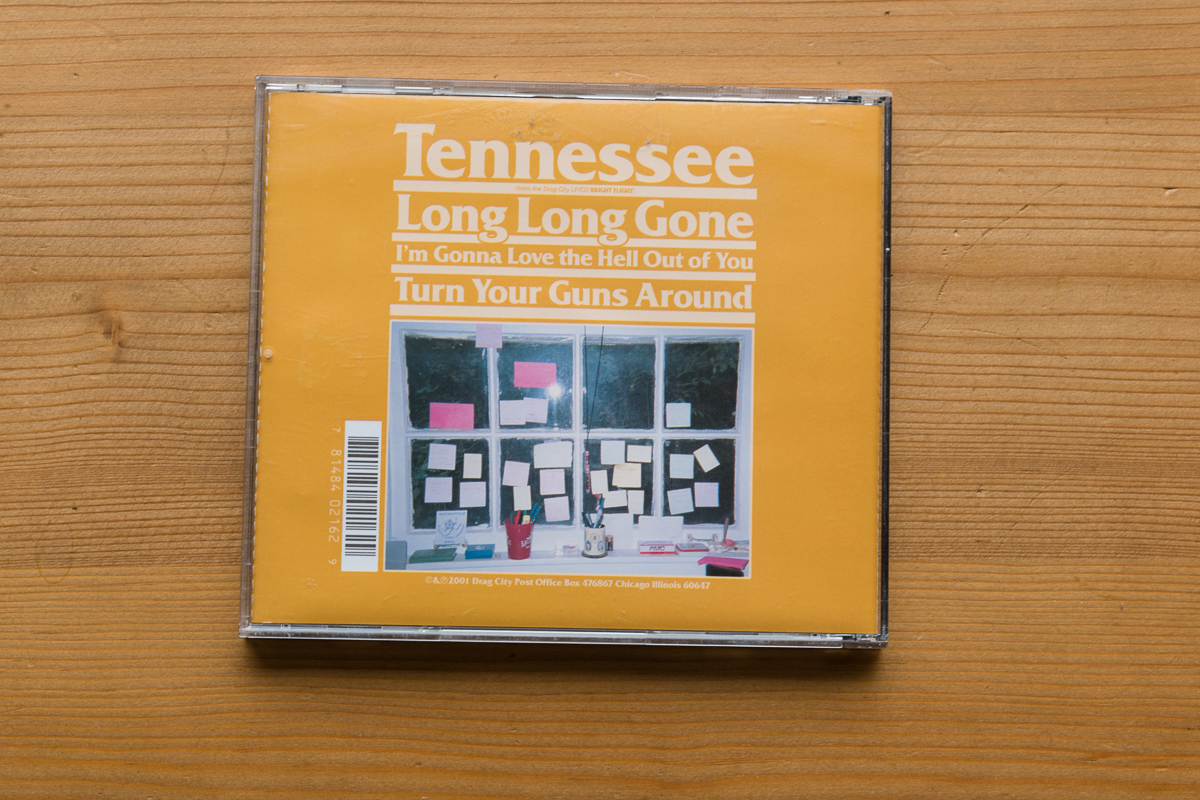 Tennessee
(from the Drag City LP/CD BRIGHT FLIGHT)
Long Long Gone
I'm Gonna Love the Hell Out of You
Turn Your Guns Around
7 81484 02162 9
©&℗2001 Drag City Post Office Box 476867 Chicago Illinois 60647